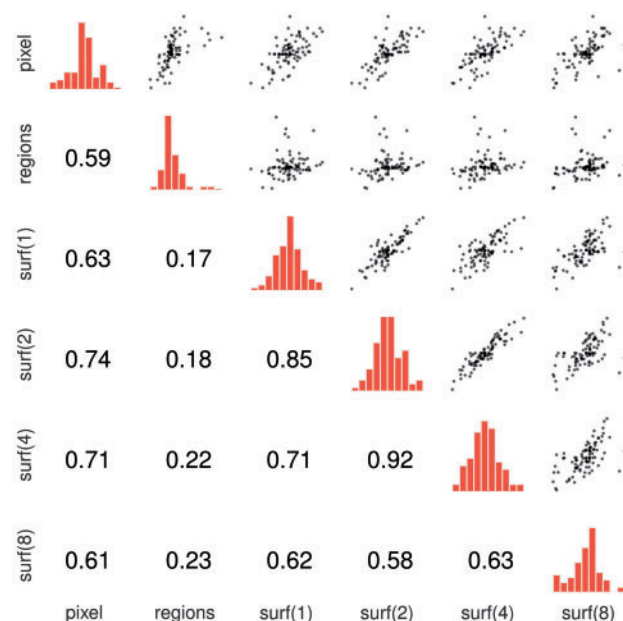 pixel
regions
0.59
surf(1)
0.63 0.17
surf(2)
0.74 0.18 0.85
surf(4)
0.71 0.22 0.71 0.92
surf(8)
0.61 0.23 0.62 0.58 0.63
pixel regions surf(1) surf(2) surf(4) surf(8)